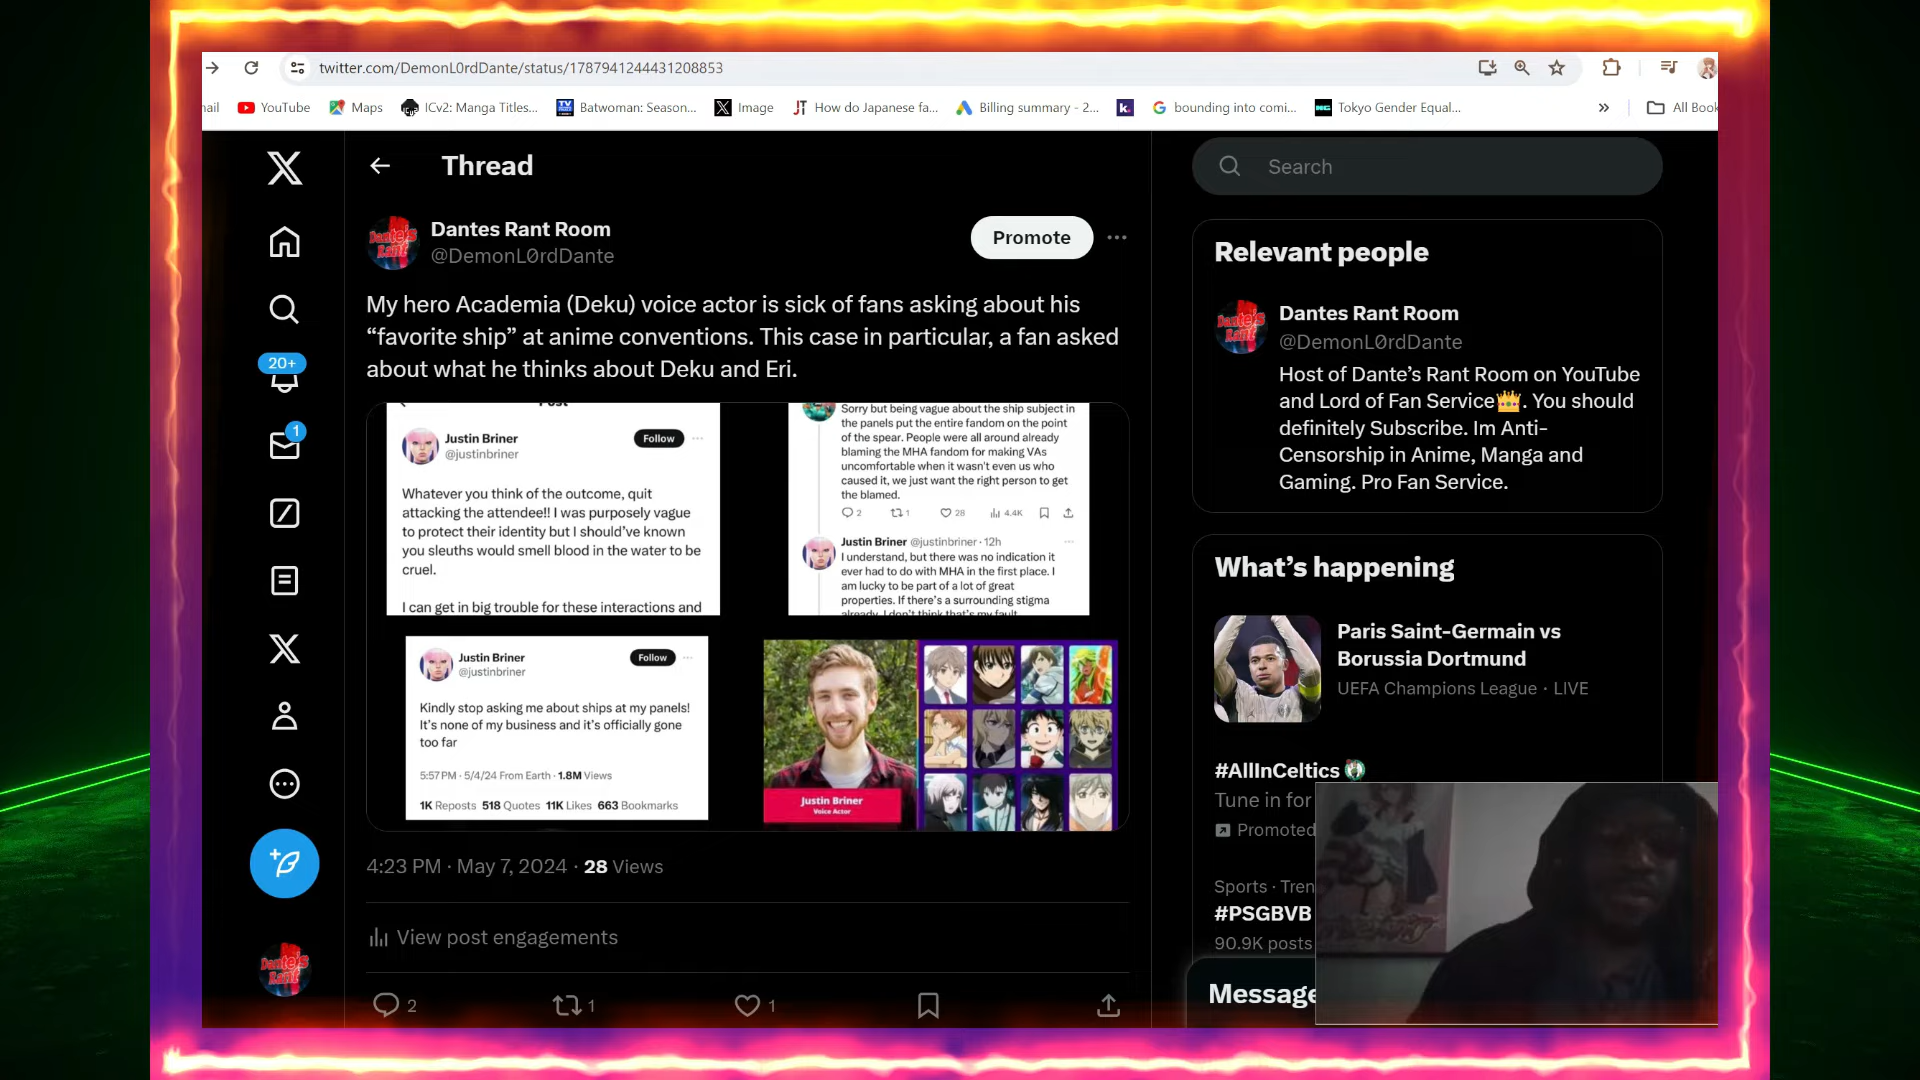 twitter.com/DemonL0rdDante/status/1787941244431208853
nail
YouTube
Maps
ICv2: Manga Titles...
Batwoman: Season...
Image
How do Japanese fa...
Billing summary - 2...
k.
bounding into comi...
Tokyo Gender Equal...
»
All Book
Thread
Search
20+
1
Dantes Rant Room
@DemonL0rdDante
Promote
My hero Academia (Deku) voice actor is sick of fans asking about his
“favorite ship” at anime conventions. This case in particular, a fan asked
about what he thinks about Deku and Eri.
Post
Justin Briner
@justinbriner
Follow
Whatever you think of the outcome, quit
attacking the attendee!! I was purposely vague
to protect their identity but I should’ve known
you sleuths would smell blood in the water to be
cruel.
I can get in big trouble for these interactions and
Sorry but being vague about the ship subject in
the panels put the entire fandom on the point
of the spear. People were all around already
blaming the MHA fandom for making VAs
uncomfortable when it wasn't even us who
caused it, we just want the right person to get
the blamed.
2 1 28 4.4K
Justin Briner @justinbriner · 12h
I understand, but there was no indication it
ever had to do with MHA in the first place. I
am lucky to be part of a lot of great
properties. If there’s a surrounding stigma
already, I don’t think that’s my fault
Justin Briner
@justinbriner
Follow
Kindly stop asking me about ships at my panels!
It’s none of my business and it’s officially gone
too far
5:57 PM · 5/4/24 From Earth · 1.8M Views
1K Reposts 518 Quotes 11K Likes 663 Bookmarks
Justin Briner
Voice Actor
4:23 PM · May 7, 2024 · 28 Views
View post engagements
2
1
1
Dante's
Rant
Relevant people
Dantes Rant Room
@DemonL0rdDante
Host of Dante’s Rant Room on YouTube
and Lord of Fan Service👑. You should
definitely Subscribe. Im Anti-
Censorship in Anime, Manga and
Gaming. Pro Fan Service.
What’s happening
Paris Saint-Germain vs
Borussia Dortmund
UEFA Champions League · LIVE
#AllInCeltics
Tune in for
Promoted
Sports · Tren
#PSGBVB
90.9K posts
Message